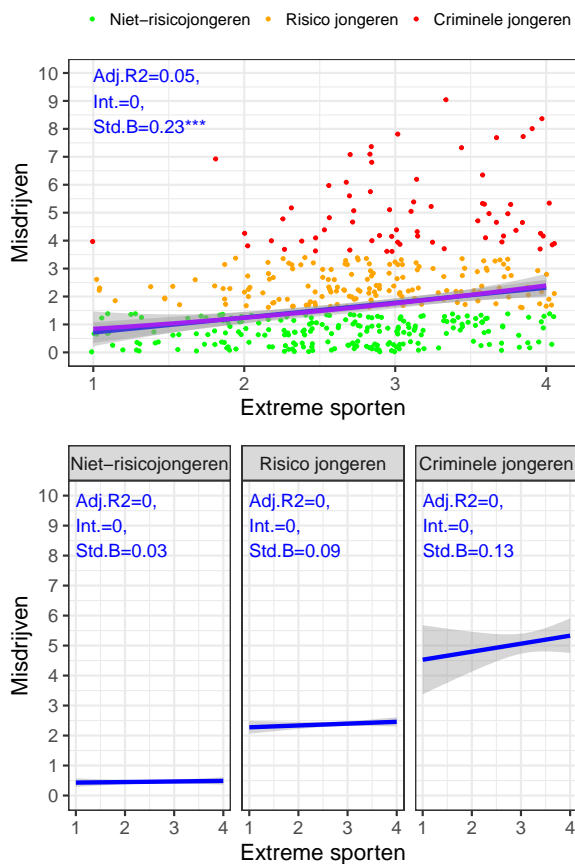 Niet−risicojongeren Risico jongeren Criminele jongeren
Adj.R2=0.05,
Int.=0,
Std.B=0.23***
Misdrijven
10
9
8
7
6
5
4
3
2
1
0
1 2 3 4
Extreme sporten
Niet−risicojongeren Risico jongeren Criminele jongeren
Adj.R2=0, Adj.R2=0, Adj.R2=0,
Int.=0, Int.=0, Int.=0,
Std.B=0.03 Std.B=0.09 Std.B=0.13
Misdrijven
10
9
8
7
6
5
4
3
2
1
0
1 2 3 4 1 2 3 4 1 2 3 4
Extreme sporten